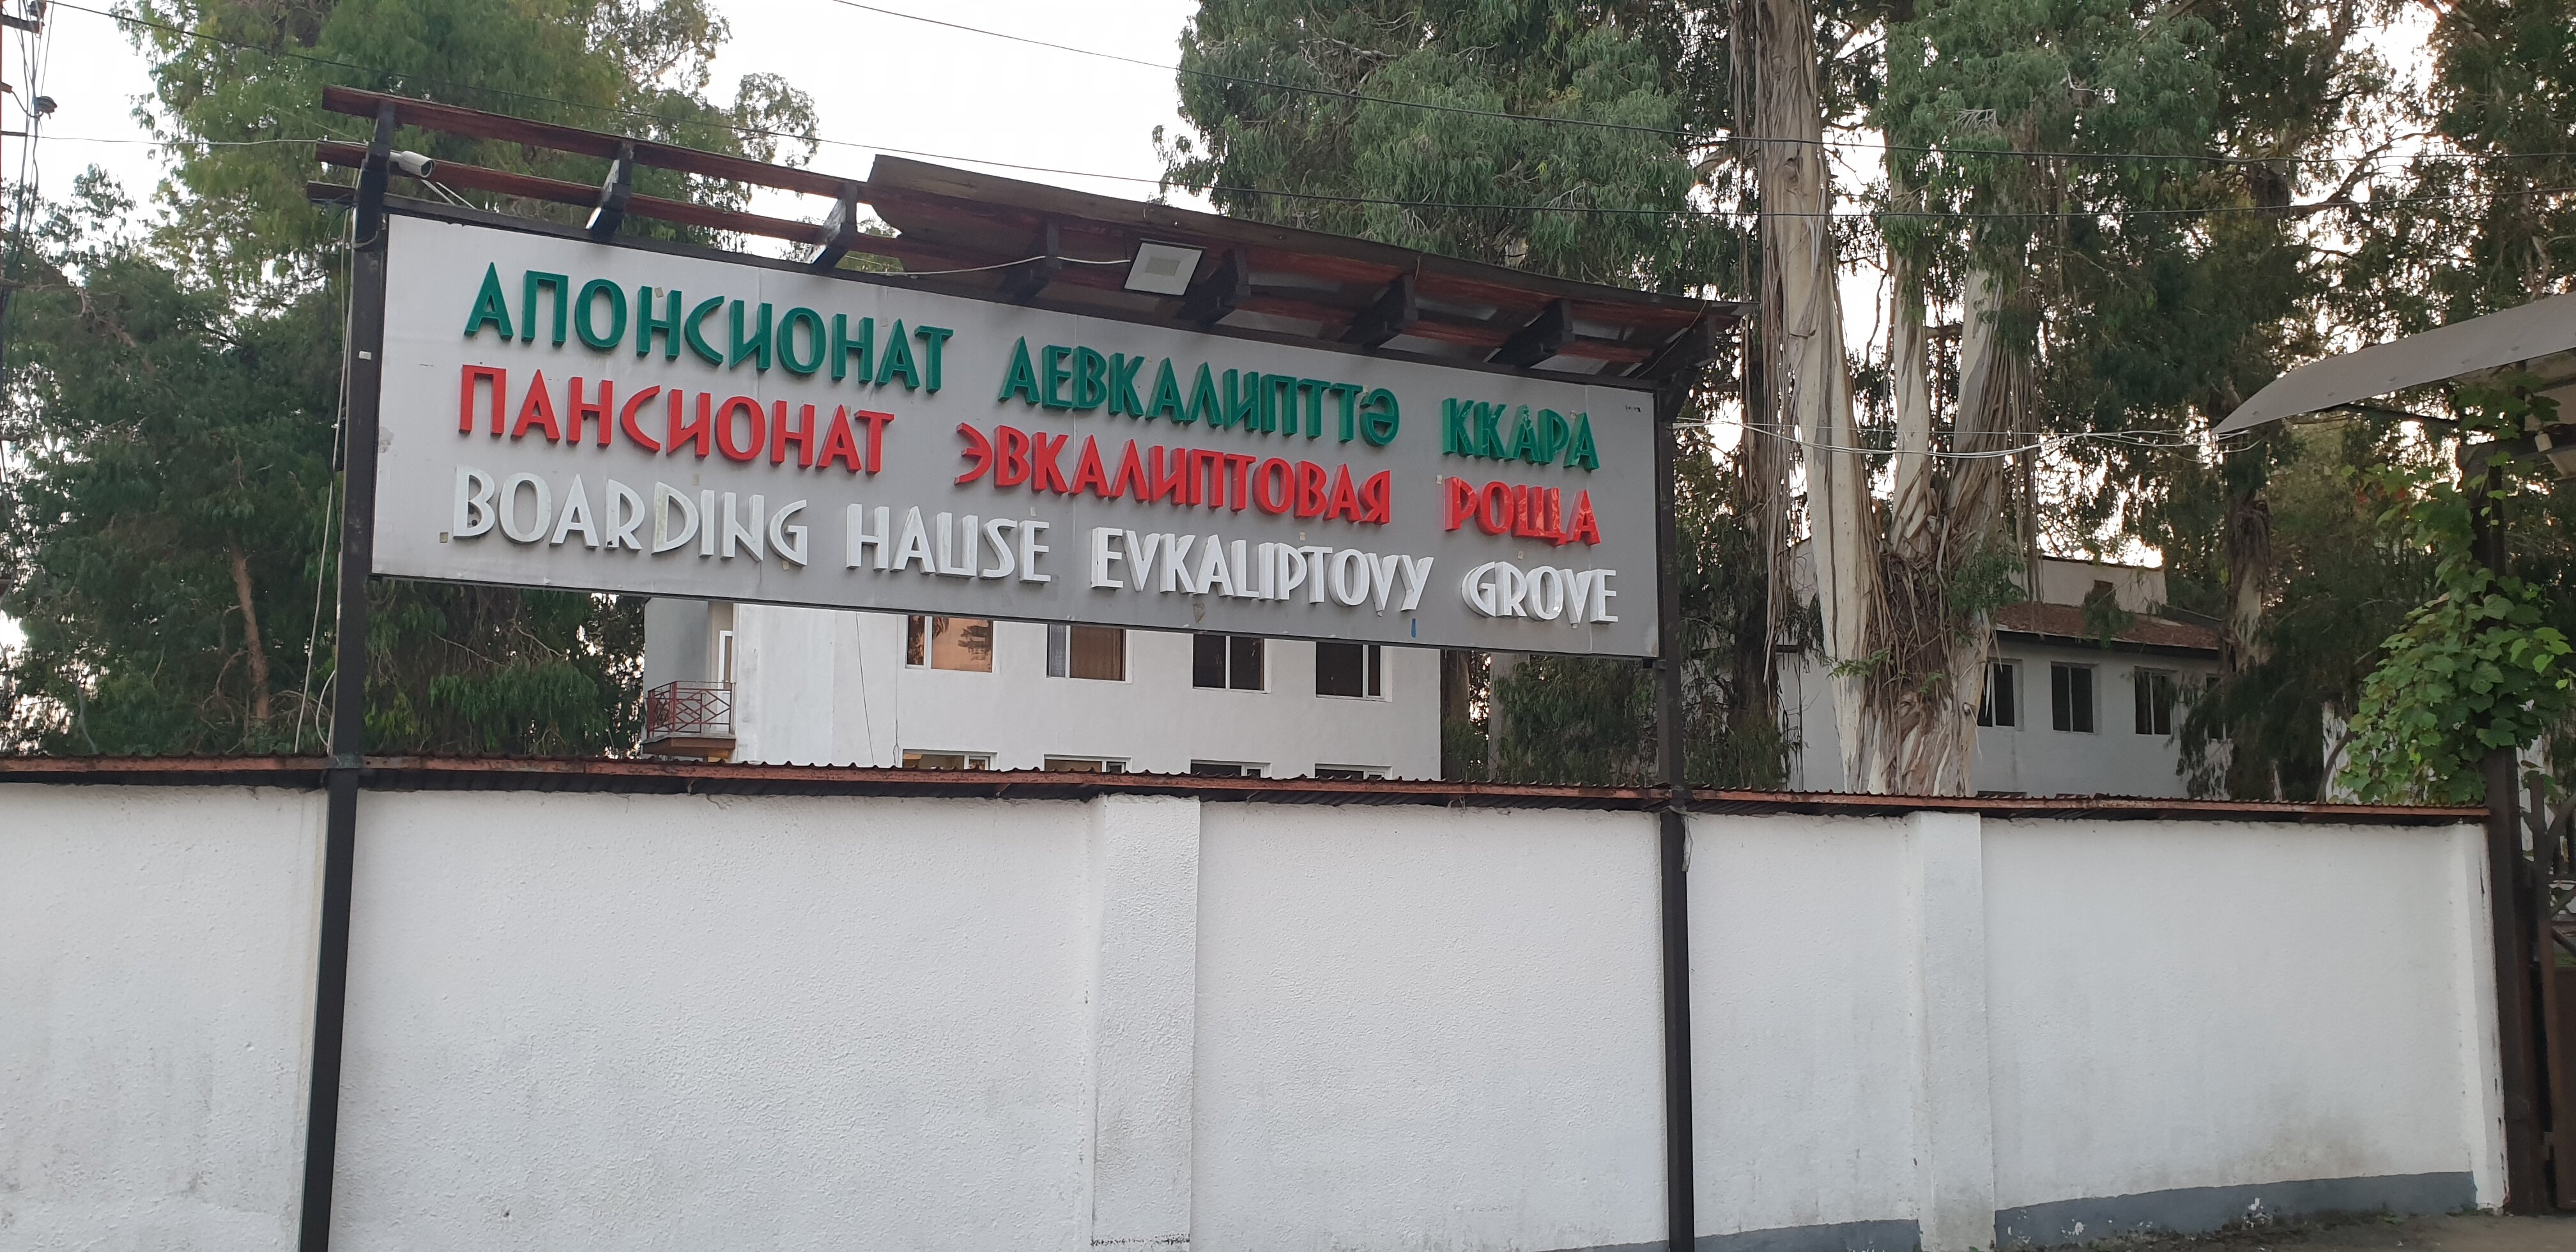 АПОНСИОНАТ АЕВКАЛИПТТӘ ККАРА
ПАНСИОНАТ ЭВКАЛИПТОВАЯ РОЩА
BOARDING HAUSE EVKALIPTOVY GROVE